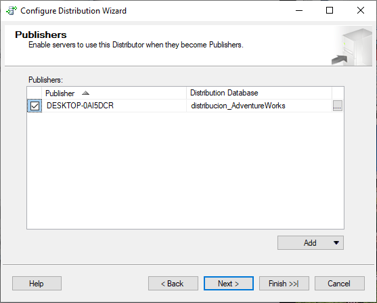 Configure Distribution Wizard
Publishers
Enable servers to use this Distributor when they become Publishers.
Publishers:
Publisher Distribution Database
DESKTOP-0AI5DCR distribucion_AdventureWorks ...
Add
Help < Back Next > Finish >>| Cancel